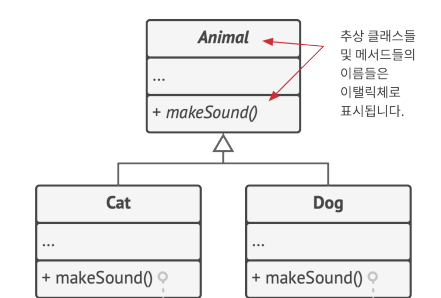 Animal
...
+ makeSound()
추상 클래스들
및 메서드들의
이름들은
이탤릭체로
표시됩니다.
Cat
...
+ makeSound()
Dog
...
+ makeSound()